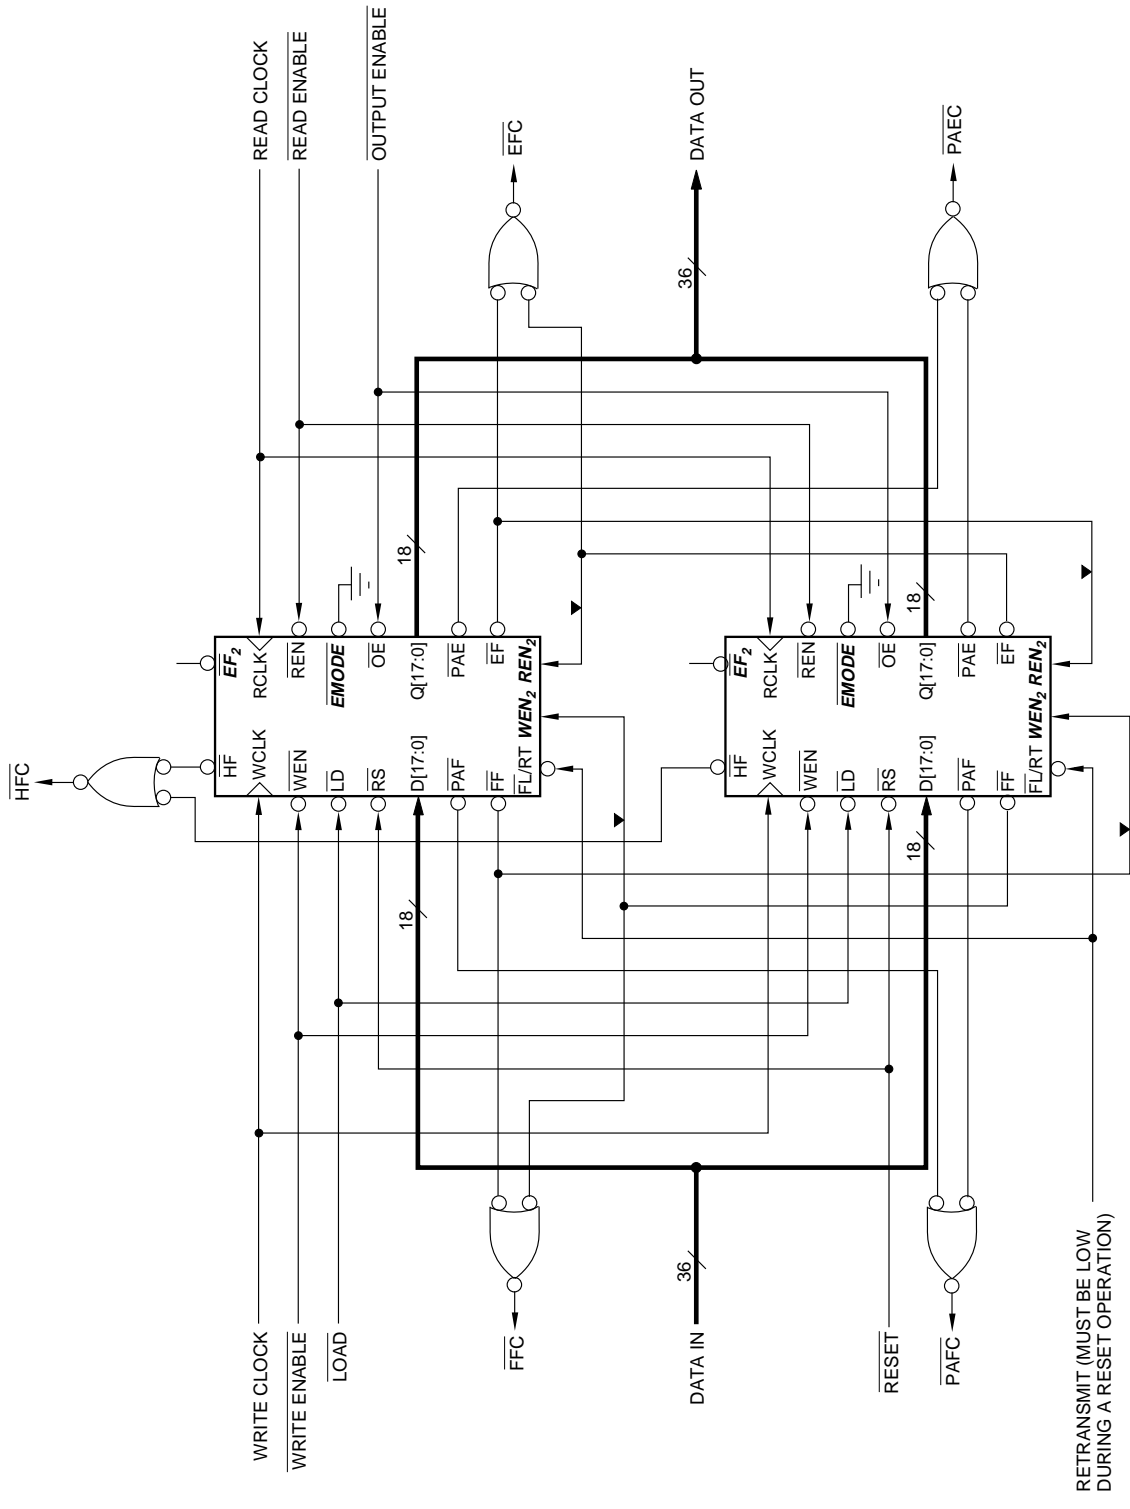 HFC
HF
EF2
WRITE CLOCK
WCLK
RCLK
READ CLOCK
WRITE ENABLE
WEN
REN
READ ENABLE
LOAD
LD
EMODE
RS
OE
OUTPUT ENABLE
18
D[17:0]
Q[17:0]
18
PAF
PAE
FFC
FF
EF
EFC
FL/RT WEN2 REN2
DATA IN
36
36
DATA OUT
HF
EF2
WCLK
RCLK
WEN
REN
LD
EMODE
RESET
RS
OE
18
D[17:0]
Q[17:0]
18
PAFC
PAF
PAE
PAEC
FF
EF
FL/RT WEN2 REN2
RETRANSMIT (MUST BE LOW
DURING A RESET OPERATION)